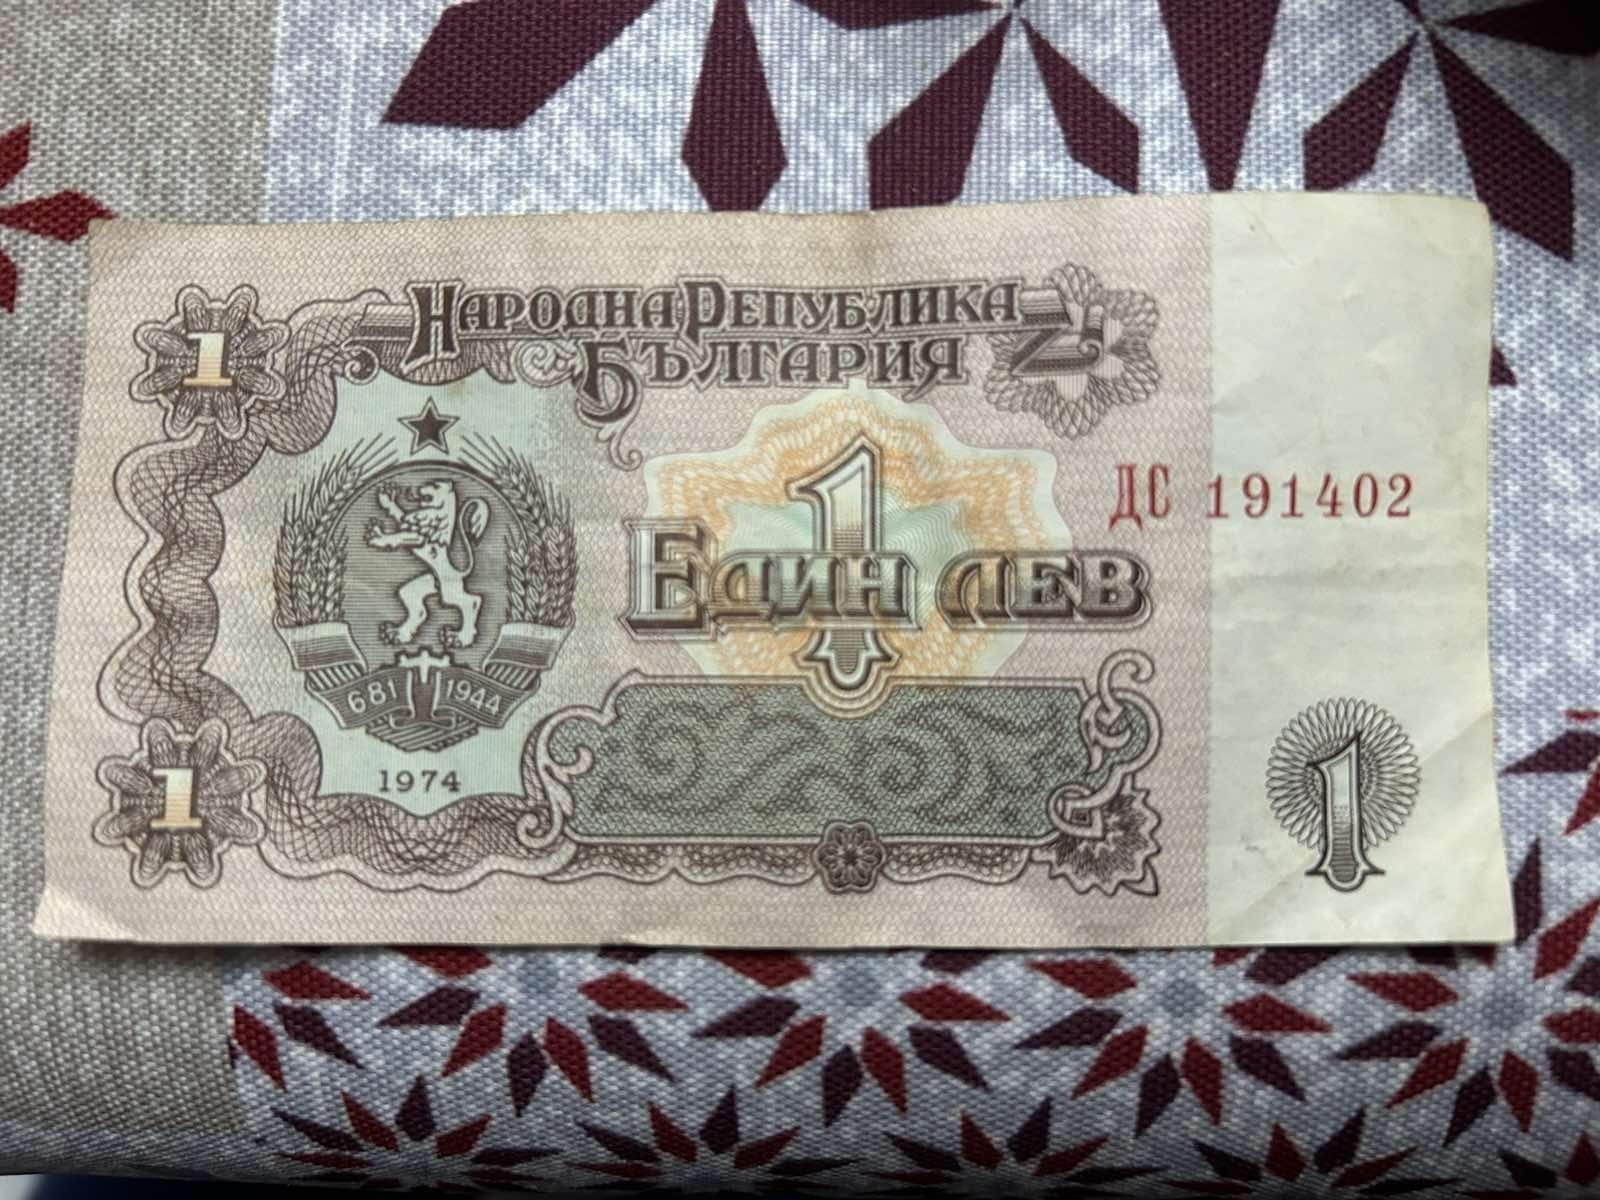 НАРОДНА РЕПУБЛИКА
БЪЛГАРИЯ
1
1
ДС 191402
ЕДИН ЛЕВ
681 1944
1974
1
1